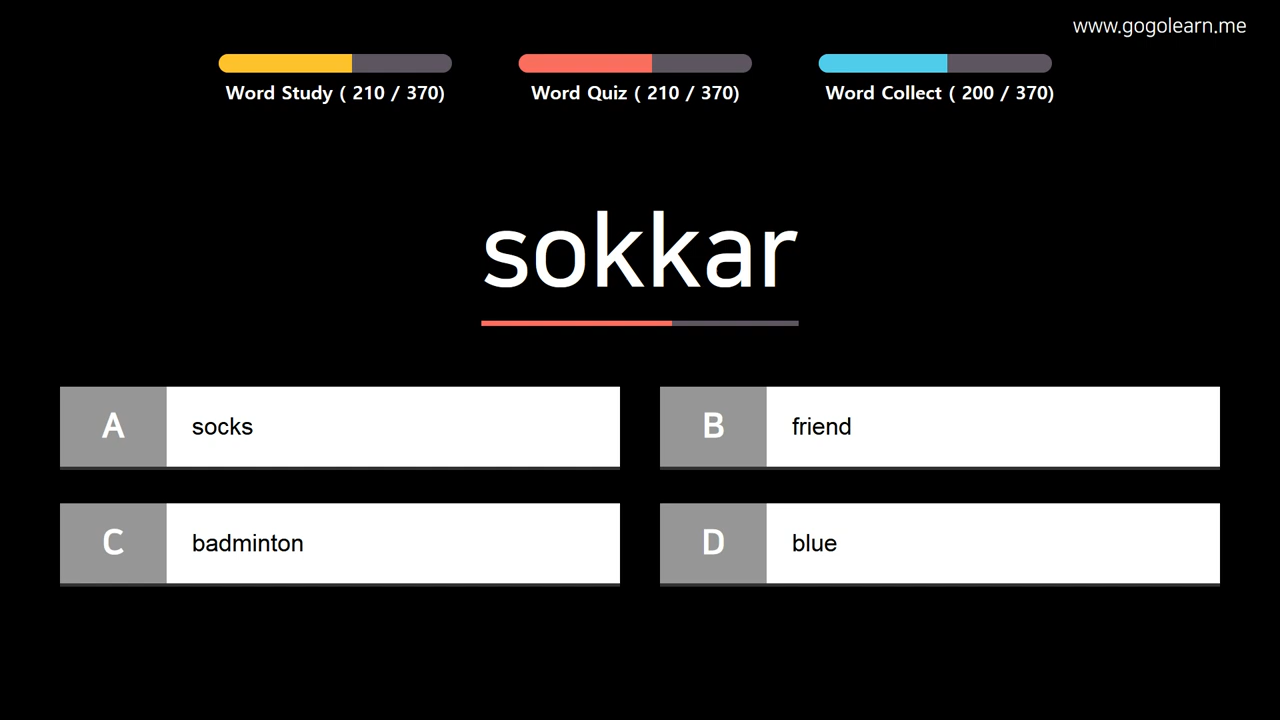 www.gogolearn.me
Word Study ( 210 / 370)
Word Quiz ( 210 / 370)
Word Collect ( 200 / 370)
sokkar
A socks
B friend
C badminton
D blue